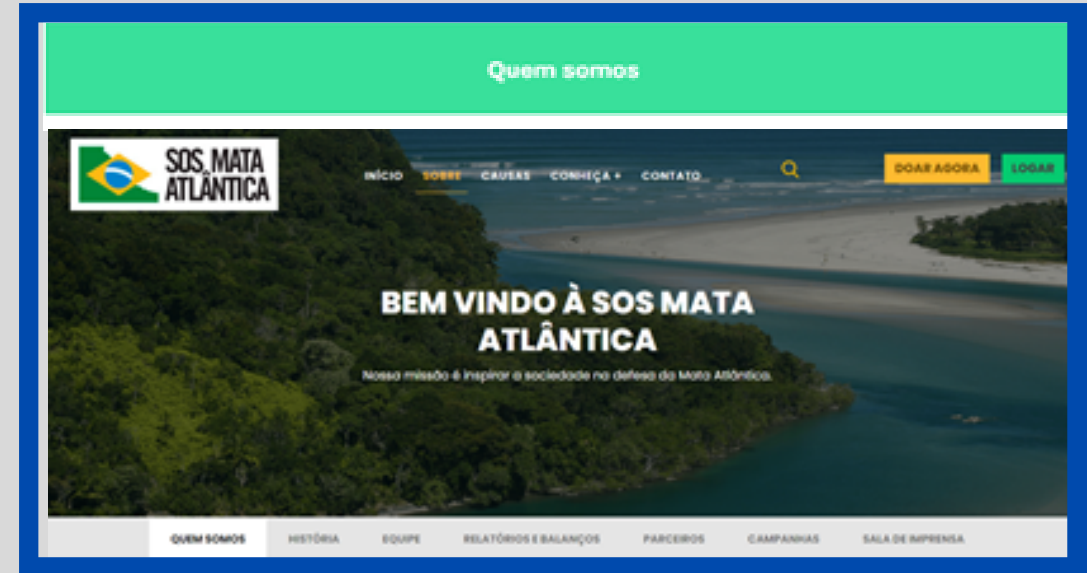 Quem somos
SOS MATA
ATLÂNTICA
INÍCIO SOBRE CAUSAS CONHEÇA + CONTATO DOAR AGORA LOGAR
BEM VINDO À SOS MATA
ATLÂNTICA
Nossa missão é inspirar a sociedade na defesa da Mata Atlântica.
QUEM SOMOS HISTÓRIA EQUIPE RELATÓRIOS E BALANÇOS PARCEIROS CAMPANHAS SALA DE IMPRENSA